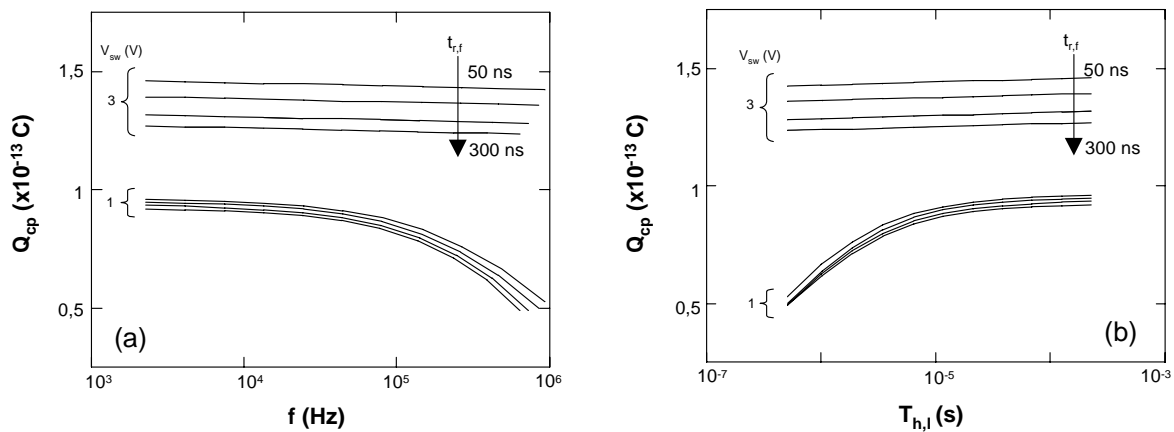 V_sw (V)
t_r,f
1,5
50 ns
3
300 ns
1
1
0,5
(a)
10^3
10^4
10^5
10^6
f (Hz)
Q_cp (x10^-13 C)
t_r,f
1,5
50 ns
3
300 ns
1
0,5
1
(b)
10^-7
10^-5
10^-3
T_h,l (s)
Q_cp (x10^-13 C)